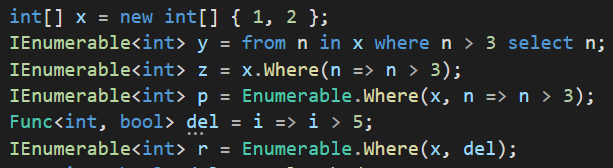 int[] x = new int[] { 1, 2 };
IEnumerable<int> y = from n in x where n > 3 select n;
IEnumerable<int> z = x.Where(n => n > 3);
IEnumerable<int> p = Enumerable.Where(x, n => n > 3);
Func<int, bool> del = i => i > 5;
IEnumerable<int> r = Enumerable.Where(x, del);